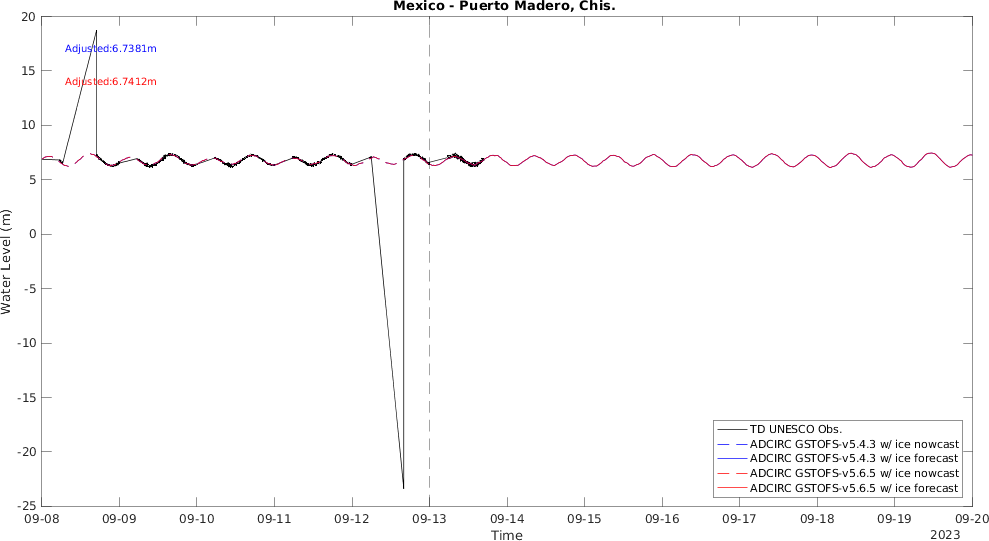 Mexico - Puerto Madero, Chis.
20
15
10
5
0
-5
-10
-15
-20
-25
Water Level (m)
Adjusted:6.7381m
Adjusted:6.7412m
TD UNESCO Obs.
ADCIRC GSTOFS-v5.4.3 w/ ice nowcast
ADCIRC GSTOFS-v5.4.3 w/ ice forecast
ADCIRC GSTOFS-v5.6.5 w/ ice nowcast
ADCIRC GSTOFS-v5.6.5 w/ ice forecast
09-08 09-09 09-10 09-11 09-12 09-13 09-14 09-15 09-16 09-17 09-18 09-19 09-20
Time
2023